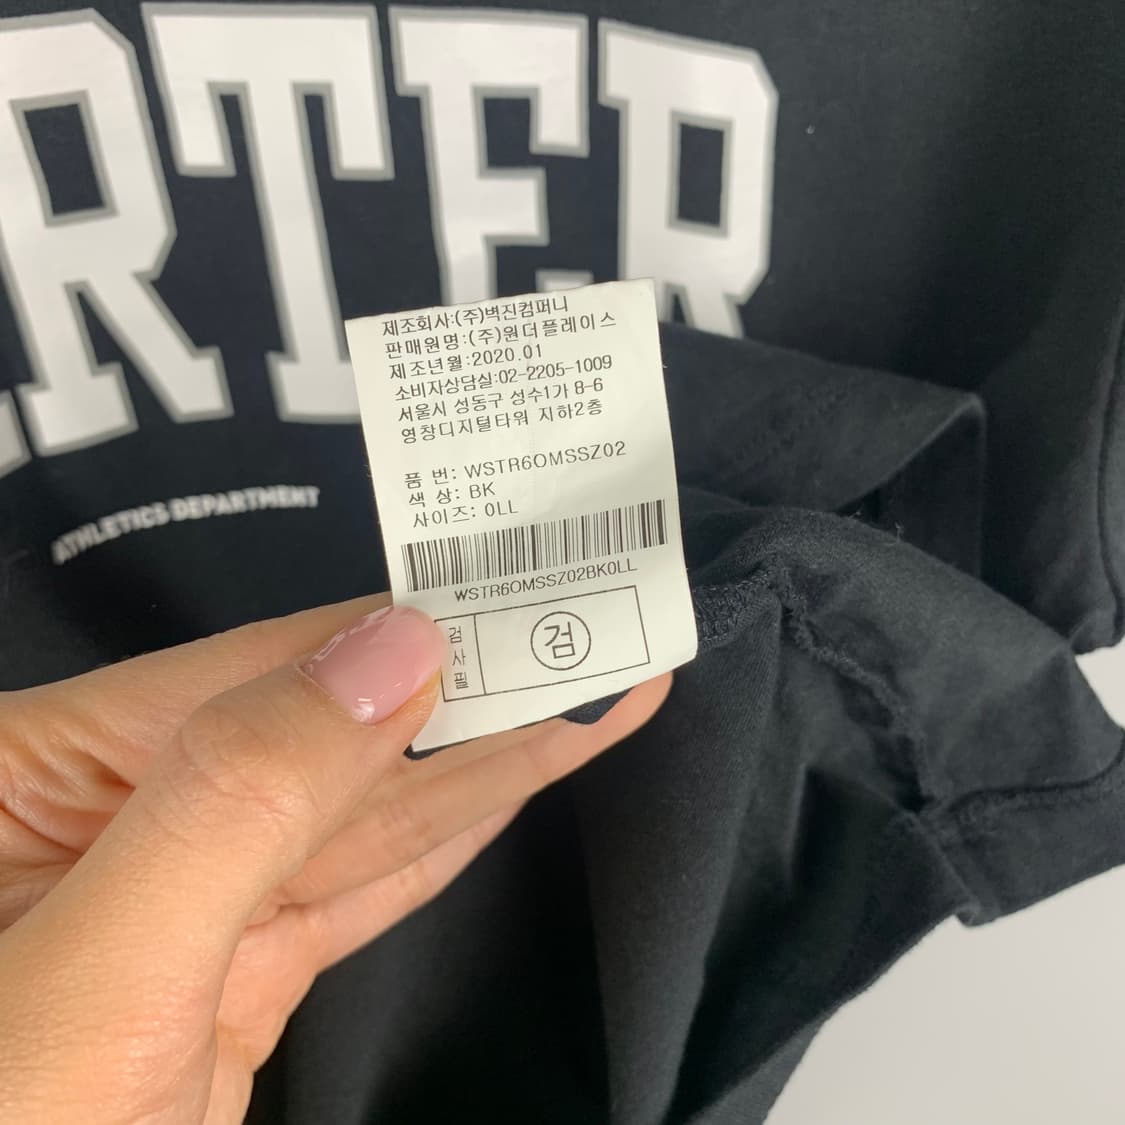 RTER
ATHLETICS DEPARTMENT
제조회사:(주)벽진컴퍼니
판매원명:(주)원더플레이스
제조년월:2020.01
소비자상담실:02-2205-1009
서울시 성동구 성수1가 8-6
영창디지털타워 지하2층
품 번: WSTR6OMSSZ02
색 상: BK
사이즈: 0LL
WSTR6OMSSZ02BK0LL
검사필
검